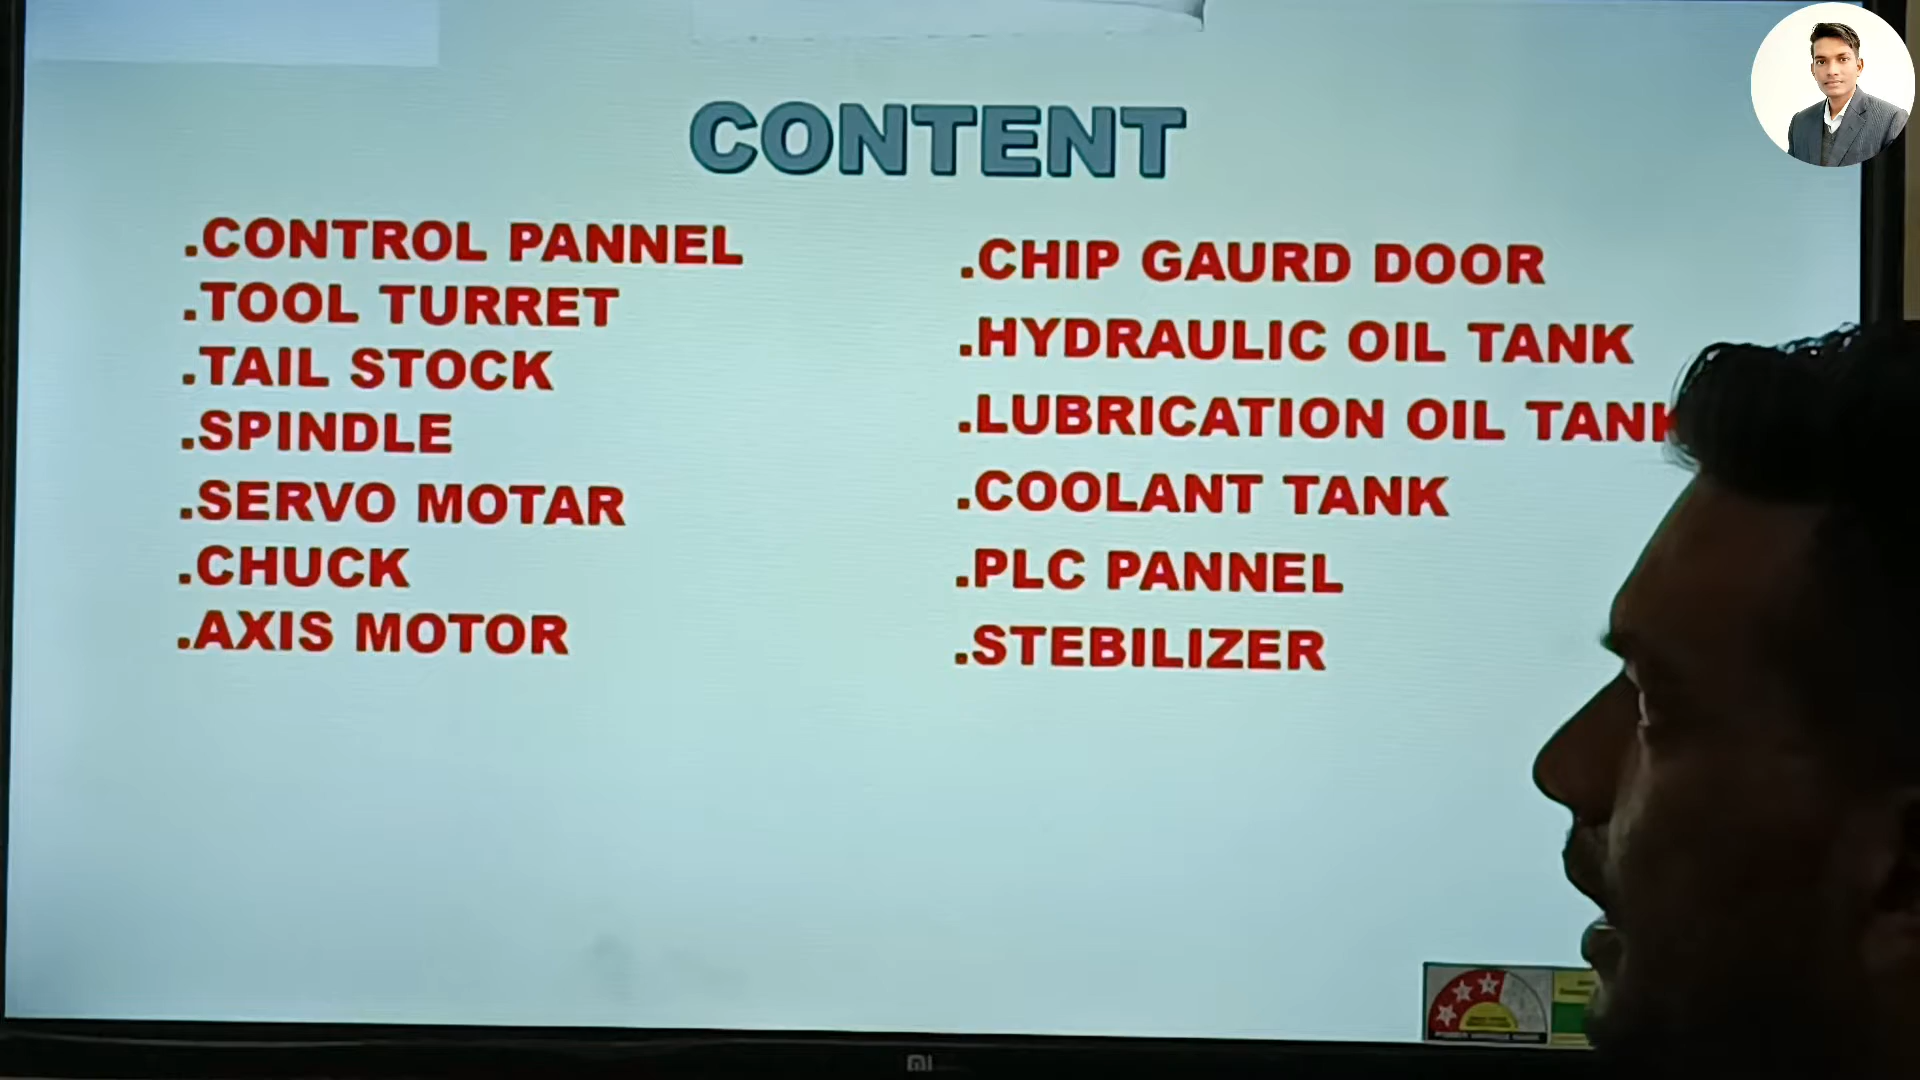 CONTENT
.CONTROL PANNEL
.TOOL TURRET
.TAIL STOCK
.SPINDLE
.SERVO MOTAR
.CHUCK
.AXIS MOTOR
.CHIP GAURD DOOR
.HYDRAULIC OIL TANK
.LUBRICATION OIL TANK
.COOLANT TANK
.PLC PANNEL
.STEBILIZER
mi